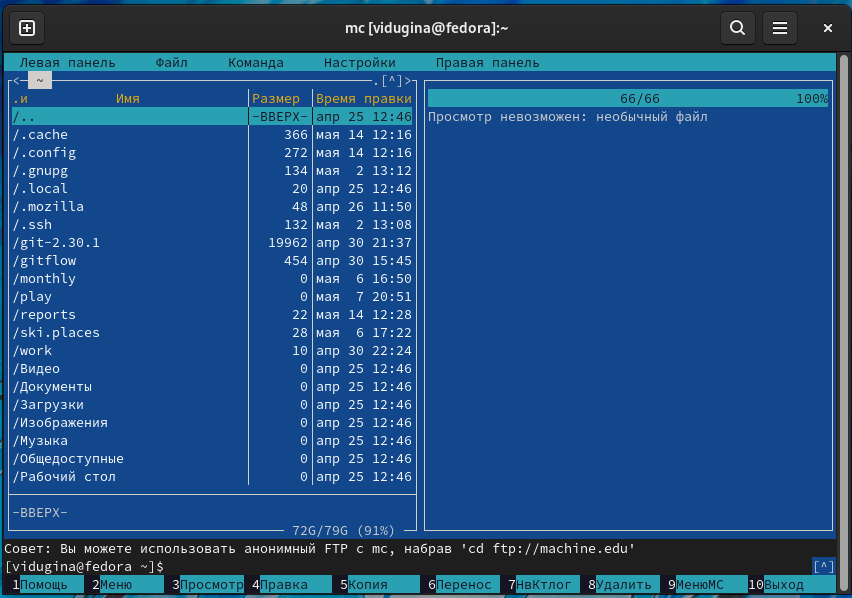 mc [vidugina@fedora]:~
Левая панель Файл Команда Настройки Правая панель
<- ~ .[^]>
.и Имя Размер Время правки 66/66 100%
/.. -ВВЕРХ- апр 25 12:46 Просмотр невозможен: необычный файл
/.cache 366 мая 14 12:16
/.config 272 мая 14 12:16
/.gnupg 134 мая 2 13:12
/.local 20 апр 25 12:46
/.mozilla 48 апр 26 11:50
/.ssh 132 мая 2 13:08
/git-2.30.1 19962 апр 30 21:37
/gitflow 454 апр 30 15:45
/monthly 0 мая 6 16:50
/play 0 мая 7 20:51
/reports 22 мая 14 12:28
/ski.places 28 мая 6 17:22
/work 10 апр 30 22:24
/Видео 0 апр 25 12:46
/Документы 0 апр 25 12:46
/Загрузки 0 апр 25 12:46
/Изображения 0 апр 25 12:46
/Музыка 0 апр 25 12:46
/Общедоступные 0 апр 25 12:46
/Рабочий стол 0 апр 25 12:46
-ВВЕРХ-
72G/79G (91%)
Совет: Вы можете использовать анонимный FTP с mc, набрав 'cd ftp://machine.edu'
[vidugina@fedora ~]$ [^]
1Помощь 2Меню 3Просмотр 4Правка 5Копия 6Перенос 7НвКтлог 8Удалить 9МенюМС 10Выход